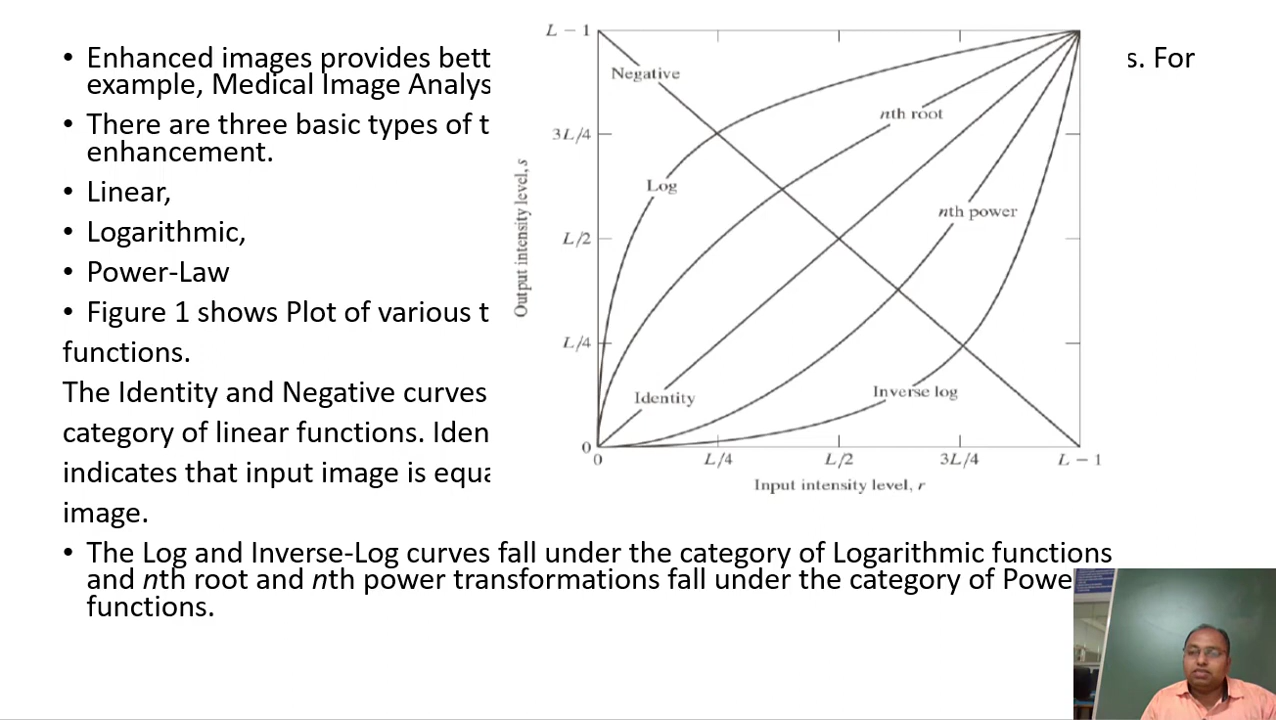 • Enhanced images provides bett
s. For
example, Medical Image Analys
• There are three basic types of t
enhancement.
• Linear,
• Logarithmic,
• Power-Law
• Figure 1 shows Plot of various t
functions.
The Identity and Negative curves
category of linear functions. Iden
indicates that input image is equa
image.
• The Log and Inverse-Log curves fall under the category of Logarithmic functions
and nth root and nth power transformations fall under the category of Powe
functions.
L − 1
Negative
nth root
3L/4
Log
nth power
L/2
Output intensity level, s
L/4
Identity
Inverse log
0
0 L/4 L/2 3L/4 L − 1
Input intensity level, r